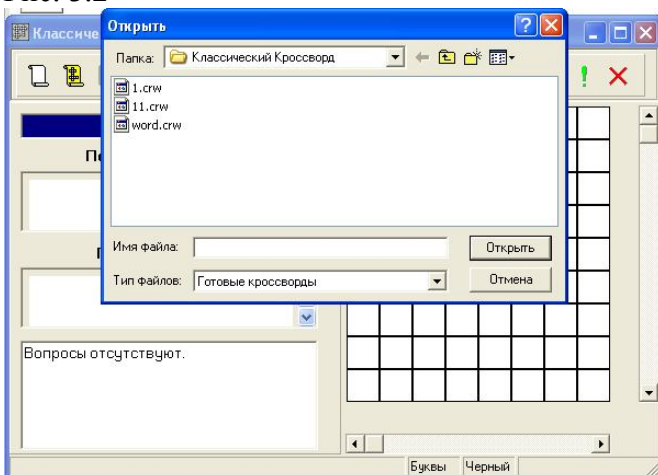 Классиче
Открыть
Папка: Классический Кроссворд
1.crw
11.crw
word.crw
Имя файла:
Открыть
Тип файлов: Готовые кроссворды
Отмена
Вопросы отсутствуют.
Буквы Черный